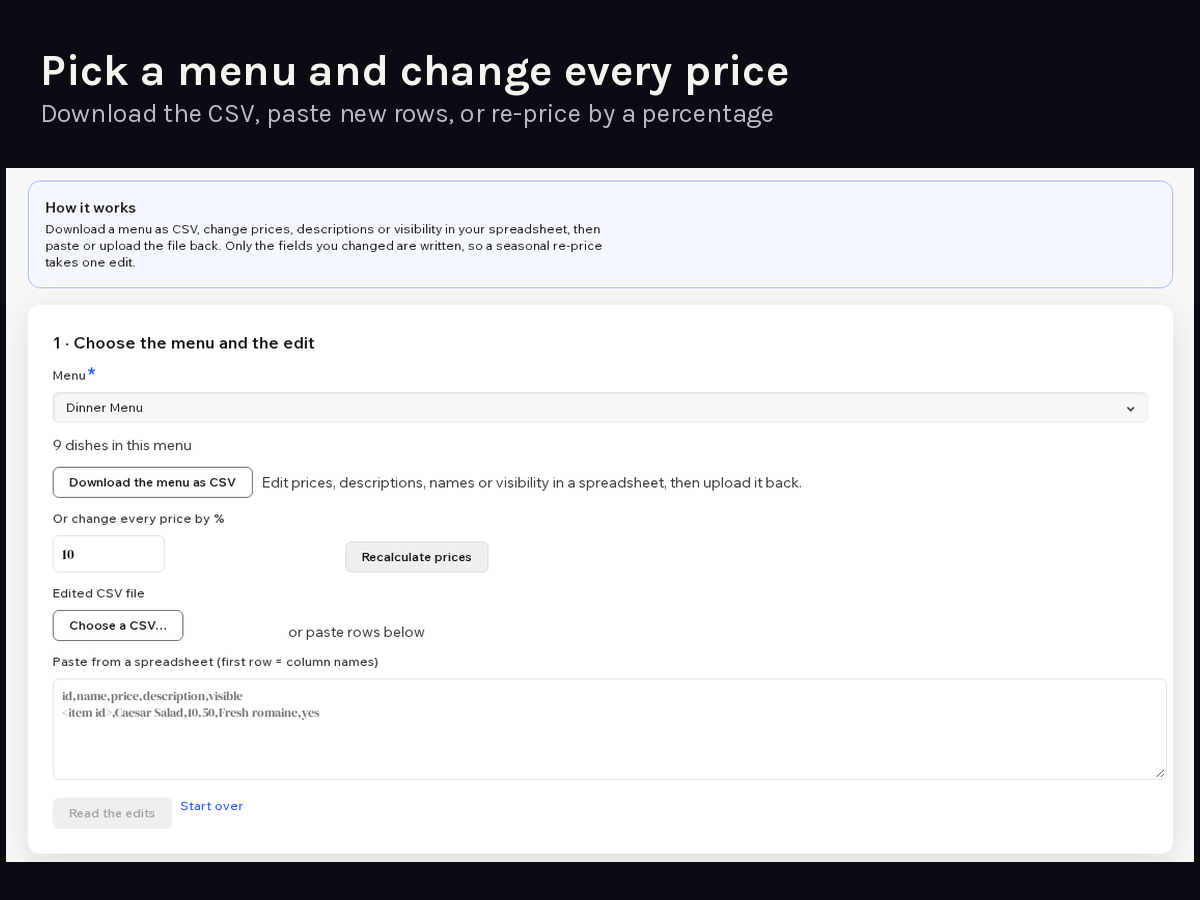 Pick a menu and change every price
Download the CSV, paste new rows, or re-price by a percentage
How it works
Download a menu as CSV, change prices, descriptions or visibility in your spreadsheet, then
paste or upload the file back. Only the fields you changed are written, so a seasonal re-price
takes one edit.
1 · Choose the menu and the edit
Menu*
Dinner Menu
9 dishes in this menu
Download the menu as CSV
Edit prices, descriptions, names or visibility in a spreadsheet, then upload it back.
Or change every price by %
10
Recalculate prices
Edited CSV file
Choose a CSV...
or paste rows below
Paste from a spreadsheet (first row = column names)
id,name,price,description,visible
<item id>,Caesar Salad,10.50,Fresh romaine,yes
Read the edits
Start over